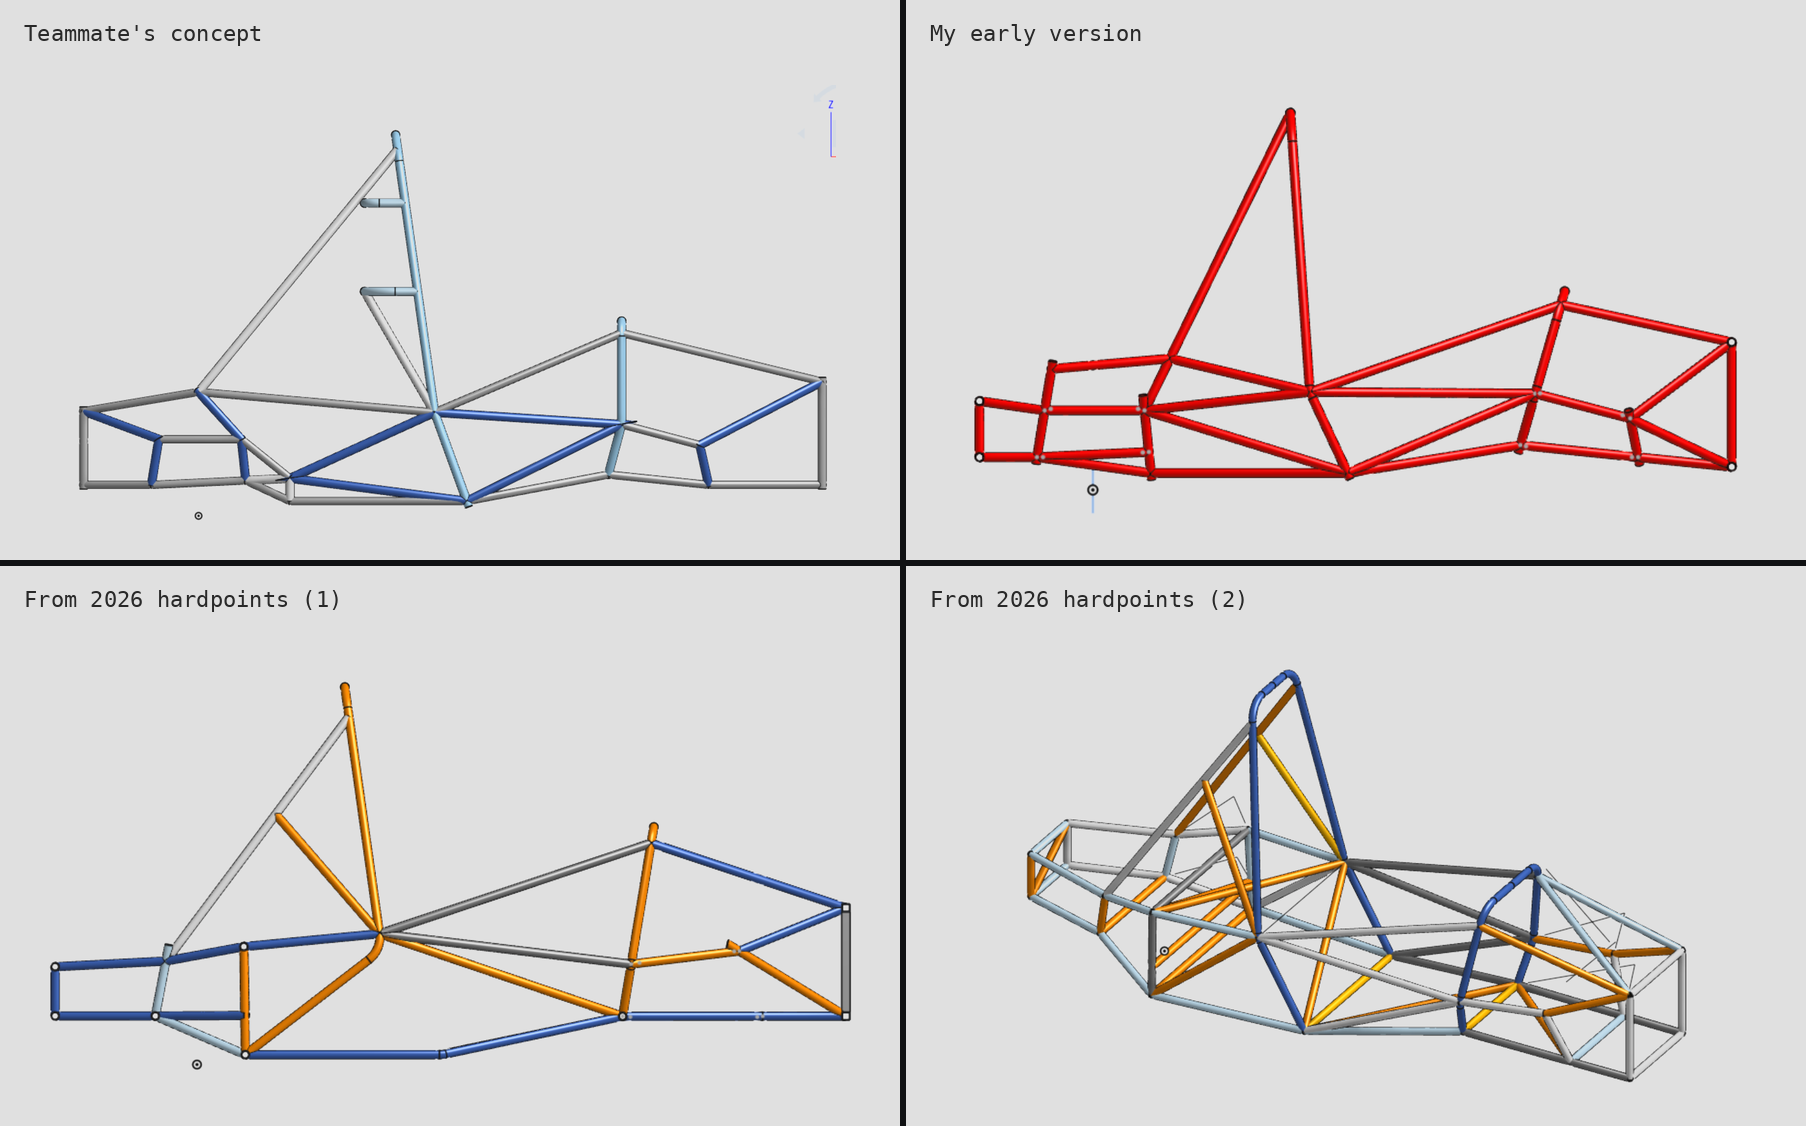 Teammate's concept
My early version
Z
From 2026 hardpoints (1)
From 2026 hardpoints (2)